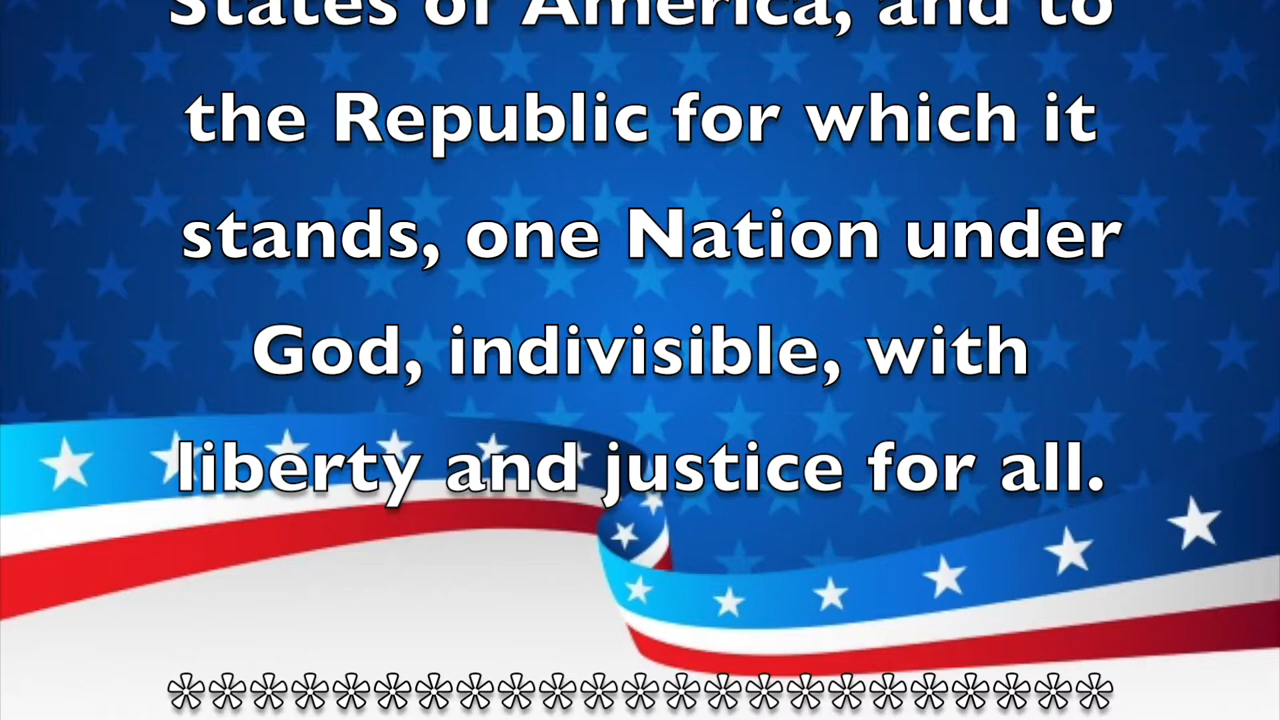 States of America, and to
the Republic for which it
stands, one Nation under
God, indivisible, with
liberty and justice for all.
***********************